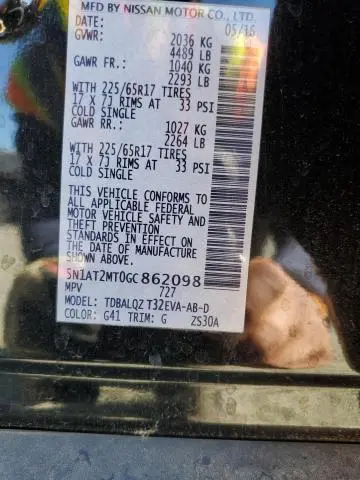 MFD BY NISSAN MOTOR CO., LTD.
DATE: 05/16
GVWR: 2036 KG
4489 LB
GAWR FR.: 1040 KG
2293 LB
WITH 225/65R17 TIRES
17 X 7J RIMS AT 33 PSI
COLD SINGLE
GAWR RR.: 1027 KG
2264 LB
WITH 225/65R17 TIRES
17 X 7J RIMS AT 33 PSI
COLD SINGLE
THIS VEHICLE CONFORMS TO
ALL APPLICABLE FEDERAL
MOTOR VEHICLE SAFETY AND
THEFT PREVENTION
STANDARDS IN EFFECT ON
THE DATE OF MANUFACTURE
SHOWN ABOVE.
5N1AT2MT0GC862098
MPV 727
MODEL: TDBALQZ T32EVA-AB-D
COLOR: G41 TRIM: G ZS30A